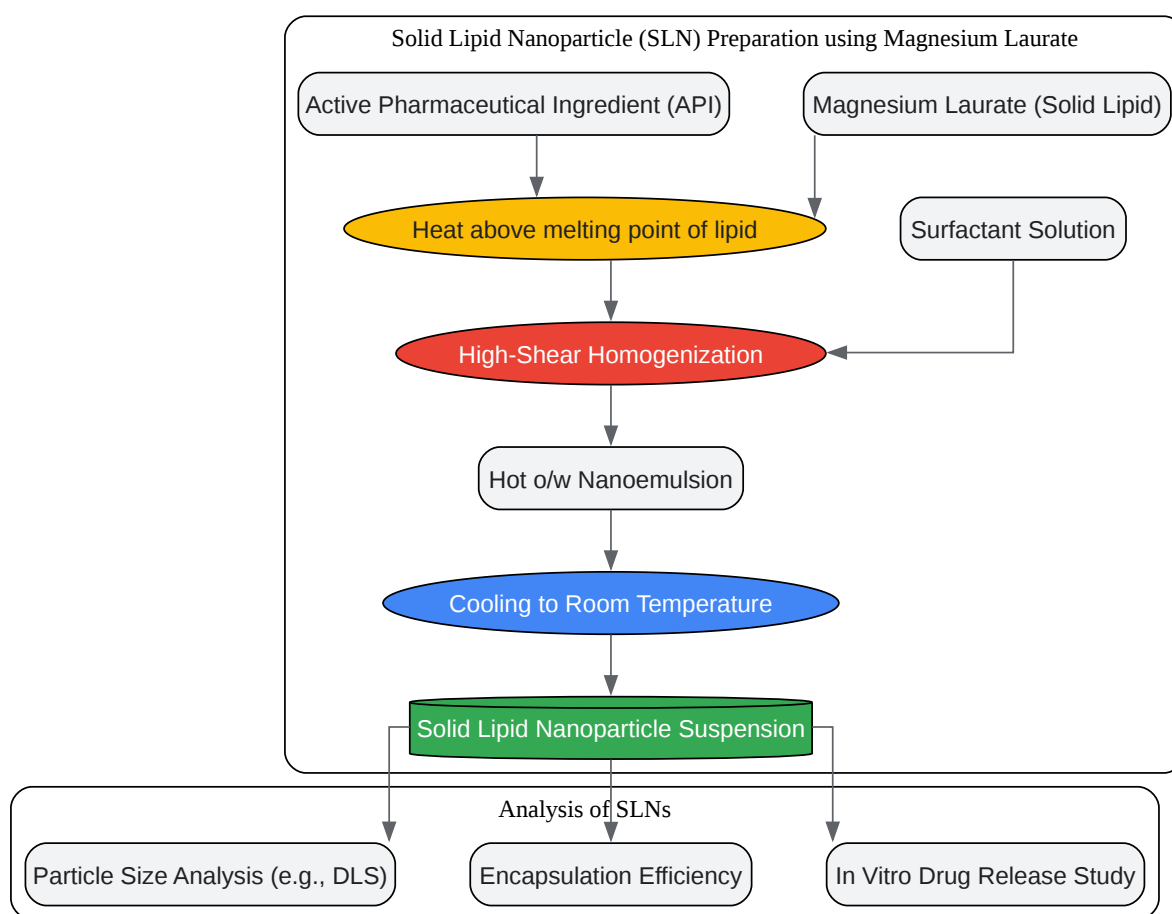 Solid Lipid Nanoparticle (SLN) Preparation using Magnesium Laurate
Active Pharmaceutical Ingredient (API)
Magnesium Laurate (Solid Lipid)
Heat above melting point of lipid
Surfactant Solution
High-Shear Homogenization
Hot o/w Nanoemulsion
Cooling to Room Temperature
Solid Lipid Nanoparticle Suspension
Analysis of SLNs
Particle Size Analysis (e.g., DLS)
Encapsulation Efficiency
In Vitro Drug Release Study